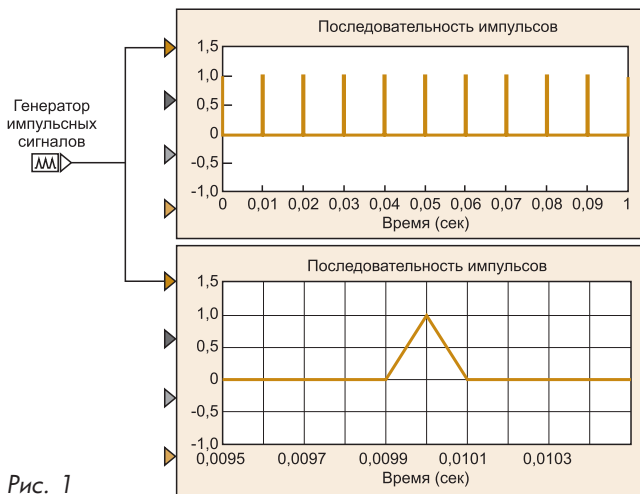 Последовательность импульсов
1,5
1,0
0,5
0
-0,5
-1,0
0 0,01 0,02 0,03 0,04 0,05 0,06 0,07 0,08 0,09 1
Время (сек)
Генератор
импульсных
сигналов
Последовательность импульсов
1,5
1,0
0,5
0
-0,5
-1,0
0,0095 0,0097 0,0099 0,0101 0,0103
Время (сек)
Рис. 1